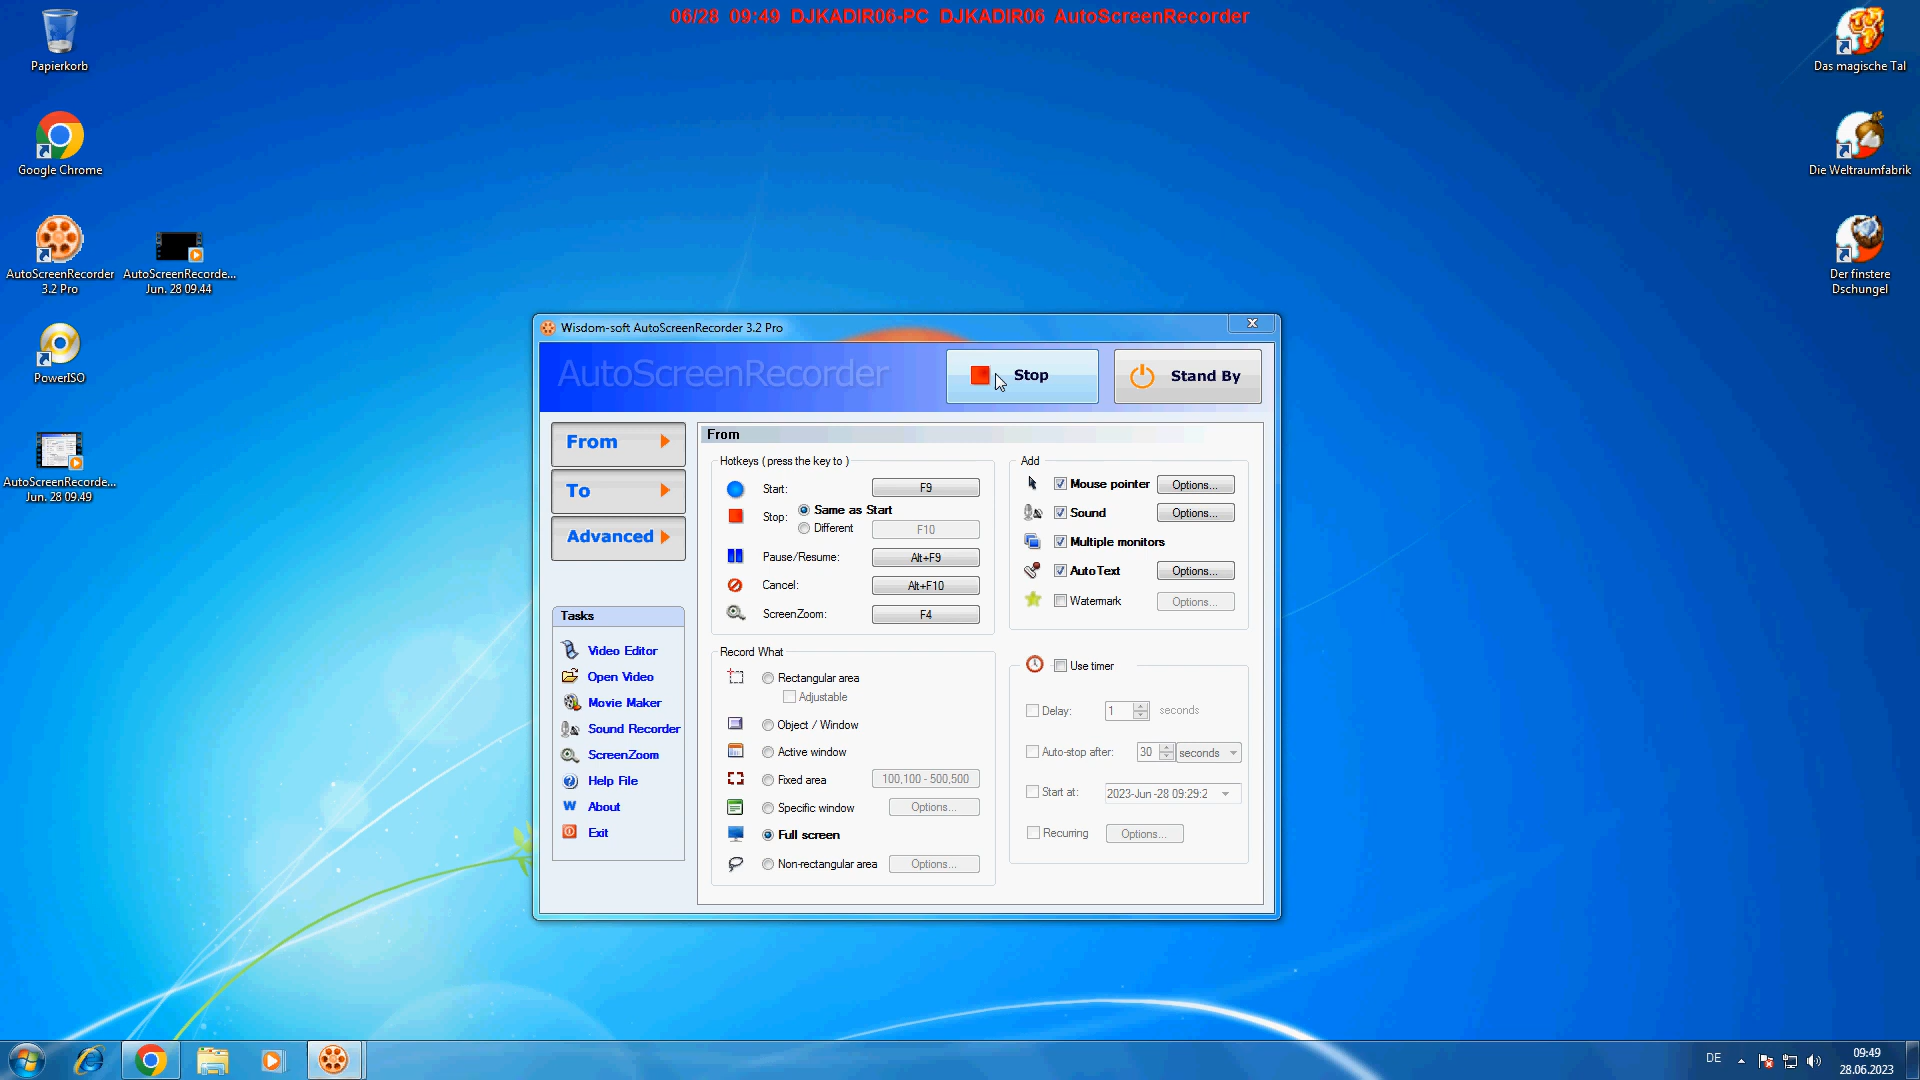 06/28 09:49 DJKADIR06-PC DJKADIR06 AutoScreenRecorder
Papierkorb
Google Chrome
AutoScreenRecorder
3.2 Pro
AutoScreenRecorde...
Jun. 28 09.44
PowerISO
AutoScreenRecorde...
Jun. 28 09.49
Das magische Tal
Die Weltraumfabrik
Der finstere
Dschungel
Wisdom-soft AutoScreenRecorder 3.2 Pro
AutoScreenRecorder
Stop
Stand By
From
To
Advanced
Tasks
Video Editor
Open Video
Movie Maker
Sound Recorder
ScreenZoom
Help File
About
Exit
From
Hotkeys ( press the key to )
Start:
F9
Stop:
Same as Start
Different
F10
Pause/Resume:
Alt+F9
Cancel:
Alt+F10
ScreenZoom:
F4
Record What
Rectangular area
Adjustable
Object / Window
Active window
Fixed area
100,100 - 500,500
Specific window
Options...
Full screen
Non-rectangular area
Options...
Add
Mouse pointer
Options...
Sound
Options...
Multiple monitors
AutoText
Options...
Watermark
Options...
Use timer
Delay:
1
seconds
Auto-stop after:
30
seconds
Start at:
2023-Jun -28 09:29:2
Recurring
Options...
DE
09:49
28.06.2023